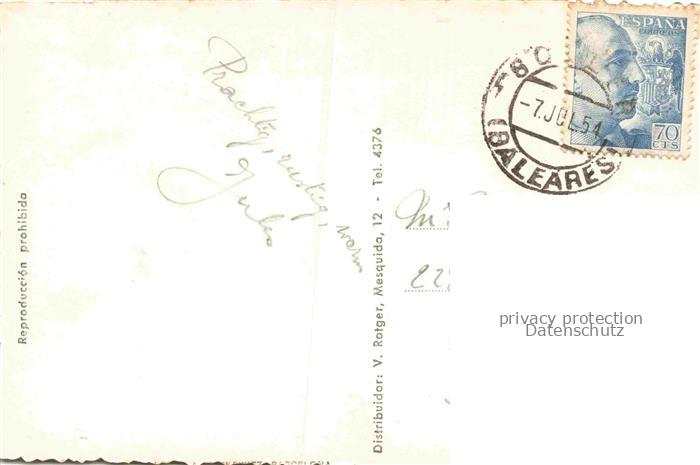 Prachtig, rustig, warm
Reproducción prohibida
Distribuidor: V. Rotger, Mesquida, 12 - Tel. 4376
ESPAÑA
CORREOS
70
CTS
-7.JUL.54
(BALEARES)
privacy protection
Datenschutz